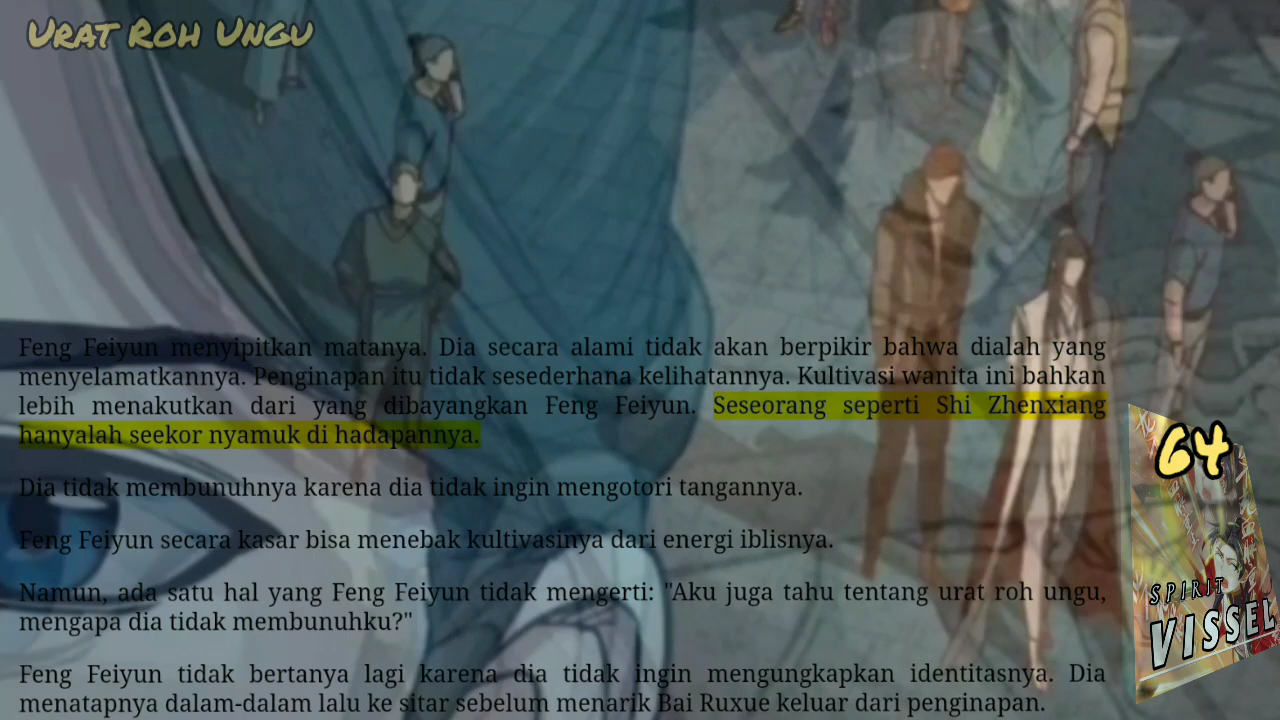 Urat Roh Ungu
Feng Feiyun menyipitkan matanya. Dia secara alami tidak akan berpikir bahwa dialah yang
menyelamatkannya. Penginapan itu tidak sesederhana kelihatannya. Kultivasi wanita ini bahkan
lebih menakutkan dari yang dibayangkan Feng Feiyun. Seseorang seperti Shi Zhenxiang
hanyalah seekor nyamuk di hadapannya.
Dia tidak membunuhnya karena dia tidak ingin mengotori tangannya.
Feng Feiyun secara kasar bisa menebak kultivasinya dari energi iblisnya.
Namun, ada satu hal yang Feng Feiyun tidak mengerti: "Aku juga tahu tentang urat roh ungu,
mengapa dia tidak membunuhku?"
Feng Feiyun tidak bertanya lagi karena dia tidak ingin mengungkapkan identitasnya. Dia
menatapnya dalam-dalam lalu ke sitar sebelum menarik Bai Ruxue keluar dari penginapan.
64
SPIRIT
VISSEL